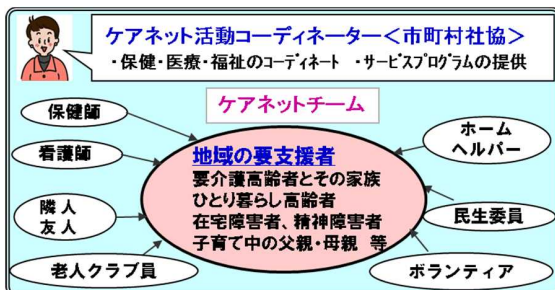 ケアネット活動コーディネーター＜市町村社協＞
・保健・医療・福祉のコーディネート　・サービスプログラムの提供
ケアネットチーム
保健師
看護師
隣人
友人
老人クラブ員
地域の要支援者
要介護高齢者とその家族
ひとり暮らし高齢者
在宅障害者、精神障害者
子育て中の父親・母親　等
ホーム
ヘルパー
民生委員
ボランティア